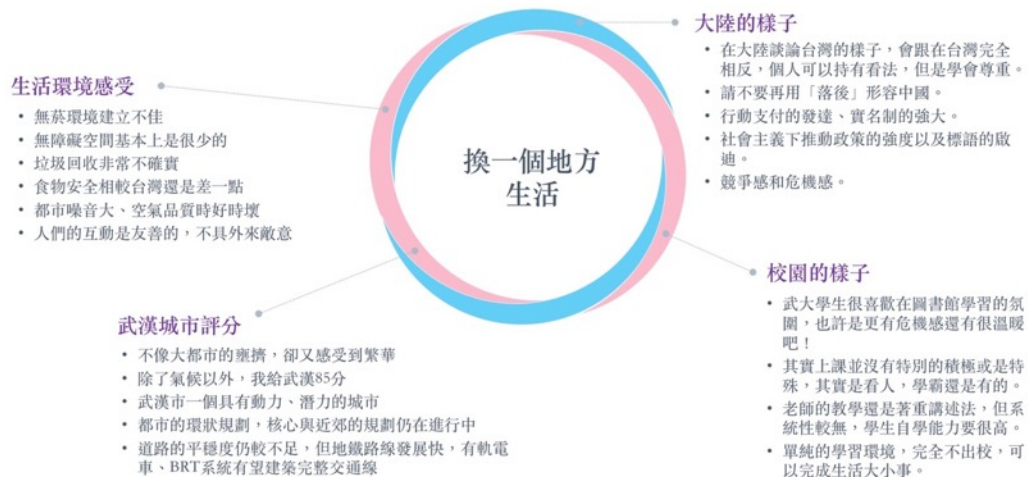 換一個地方
生活
生活環境感受
• 無菸環境建立不佳
• 無障礙空間基本上是很少的
• 垃圾回收非常不確實
• 食物安全相較台灣還是差一點
• 都市噪音大、空氣品質時好時壞
• 人們的互動是友善的，不具外來敵意
武漢城市評分
• 不像大都市的壅擠，卻又感受到繁華
• 除了氣候以外，我給武漢85分
• 武漢市一個具有動力、潛力的城市
• 都市的環狀規劃，核心與近郊的規劃仍在進行中
• 道路的平穩度仍較不足，但地鐵路線發展快，有軌電
車、BRT系統有望建築完整交通線
大陸的樣子
• 在大陸談論台灣的樣子，會跟在台灣完全
相反，個人可以持有看法，但是學會尊重。
• 請不要再用「落後」形容中國。
• 行動支付的發達、實名制的強大。
• 社會主義下推動政策的強度以及標語的啟
迪。
• 競爭感和危機感。
校園的樣子
• 武大學生很喜歡在圖書館學習的氛
圍，也許是更有危機感還有很溫暖
吧！
• 其實上課並沒有特別的積極或是特
殊，其實是看人，學霸還是有的。
• 老師的教學還是著重講述法，但系
統性較無，學生自學能力要很高。
• 單純的學習環境，完全不出校，可
以完成生活大小事。